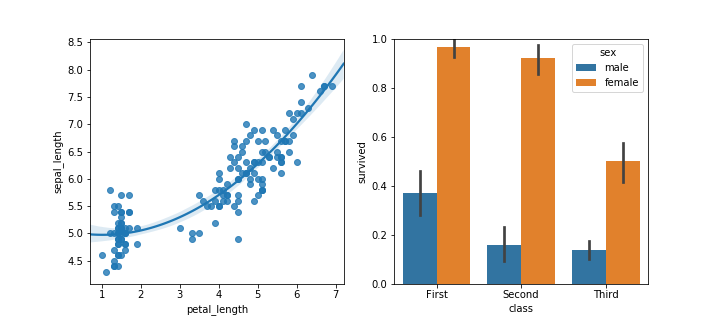 8.5
8.0
7.5
7.0
6.5
6.0
5.5
5.0
4.5
sepal_length
1 2 3 4 5 6 7
petal_length
1.0
0.8
0.6
0.4
0.2
0.0
survived
sex
male
female
First Second Third
class